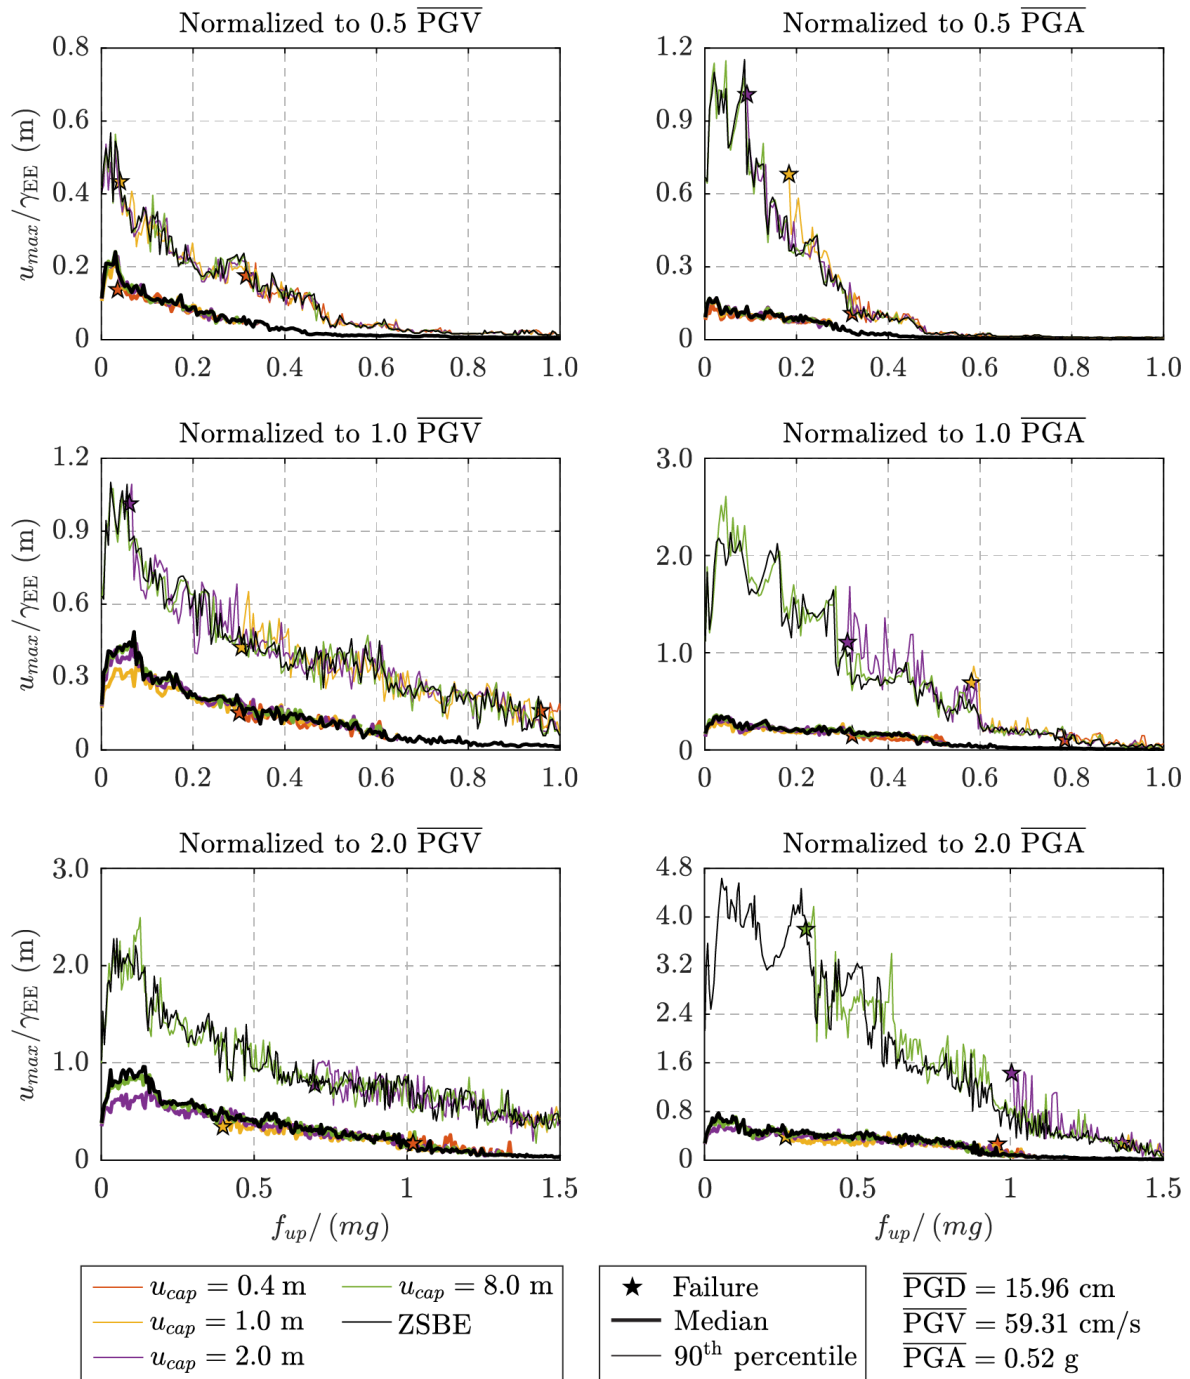 Normalized to 0.5 PGV
0.8
0.6
0.4
0.2
0
u_max/γ_EE (m)
0 0.2 0.4 0.6 0.8 1.0
Normalized to 0.5 PGA
1.2
0.9
0.6
0.3
0
0 0.2 0.4 0.6 0.8 1.0
Normalized to 1.0 PGV
1.2
0.9
0.6
0.3
0
u_max/γ_EE (m)
0 0.2 0.4 0.6 0.8 1.0
Normalized to 1.0 PGA
3.0
2.0
1.0
0
0 0.2 0.4 0.6 0.8 1.0
Normalized to 2.0 PGV
3.0
2.0
1.0
0
u_max/γ_EE (m)
0 0.5 1 1.5
f_up/(mg)
Normalized to 2.0 PGA
4.8
4.0
3.2
2.4
1.6
0.8
0
0 0.5 1 1.5
f_up/(mg)
u_cap = 0.4 m
u_cap = 1.0 m
u_cap = 2.0 m
u_cap = 8.0 m
ZSBE
Failure
Median
90th percentile
PGD = 15.96 cm
PGV = 59.31 cm/s
PGA = 0.52 g